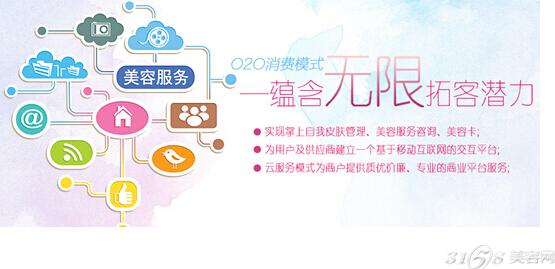 O2O消费模式
美容服务
一蕴含无限拓客潜力
实现掌上自我皮肤管理、美容服务咨询、美容卡;
为用户及供应商建立一个基于移动互联网的交互平台;
云服务模式为商户提供质优价廉、专业的商业平台服务;
@
3158美容网